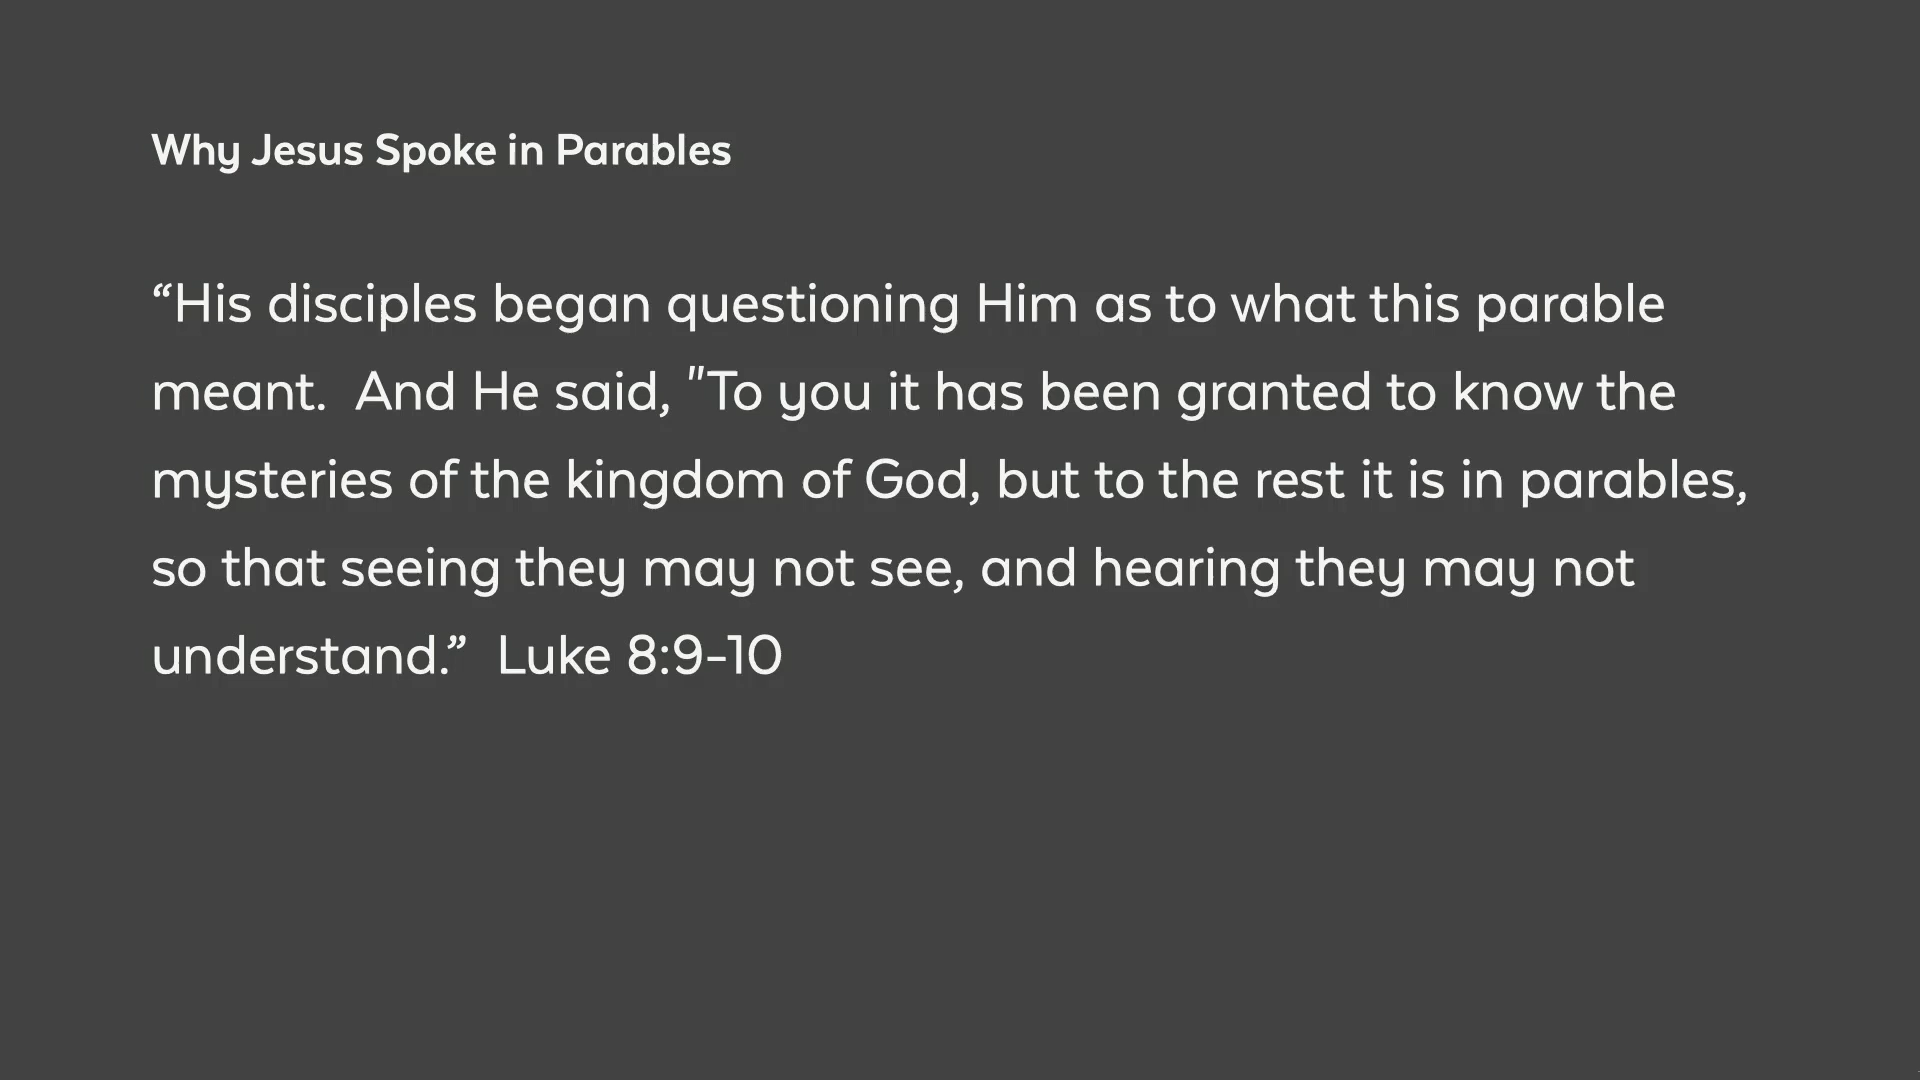 Why Jesus Spoke in Parables
“His disciples began questioning Him as to what this parable
meant.  And He said, "To you it has been granted to know the
mysteries of the kingdom of God, but to the rest it is in parables,
so that seeing they may not see, and hearing they may not
understand.”  Luke 8:9-10